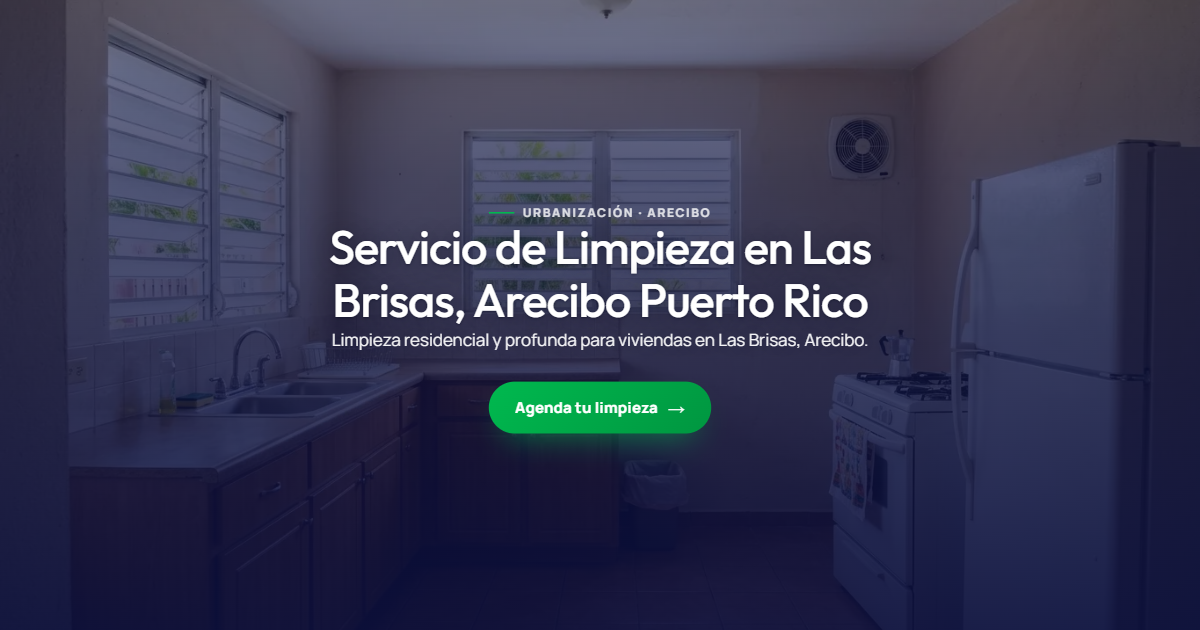 URBANIZACIÓN · ARECIBO
Servicio de Limpieza en Las
Brisas, Arecibo Puerto Rico
Limpieza residencial y profunda para viviendas en Las Brisas, Arecibo.
Agenda tu limpieza →